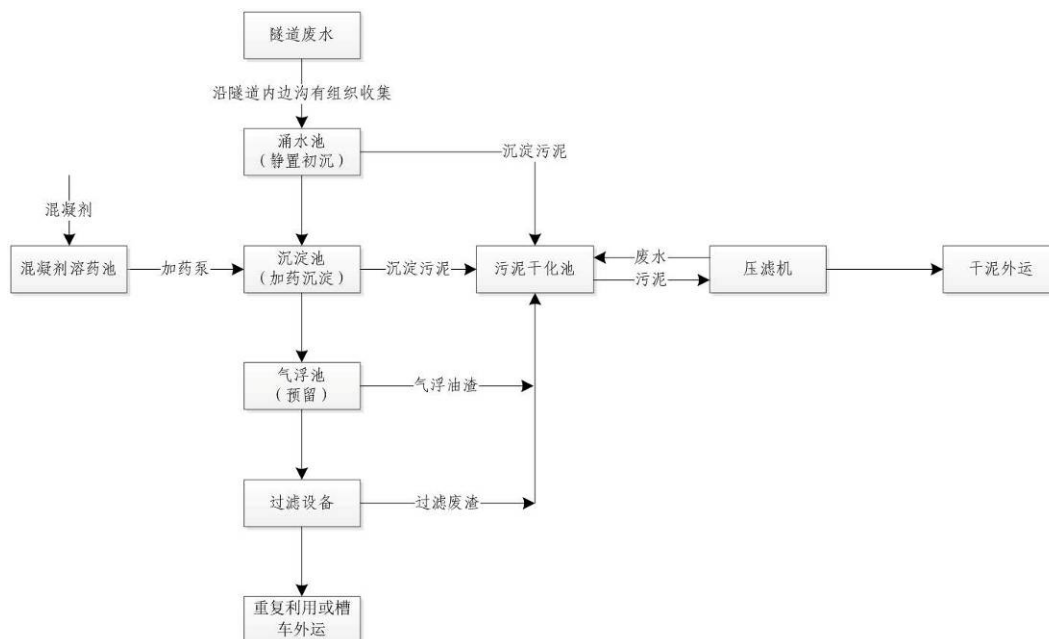 隧道废水
沿隧道内边沟有组织收集
涌水池
（静置初沉）
沉淀污泥
混凝剂
混凝剂溶药池
加药泵
沉淀池
（加药沉淀）
沉淀污泥
污泥干化池
废水
污泥
压滤机
干泥外运
气浮池
（预留）
气浮油渣
过滤设备
过滤废渣
重复利用或槽
车外运